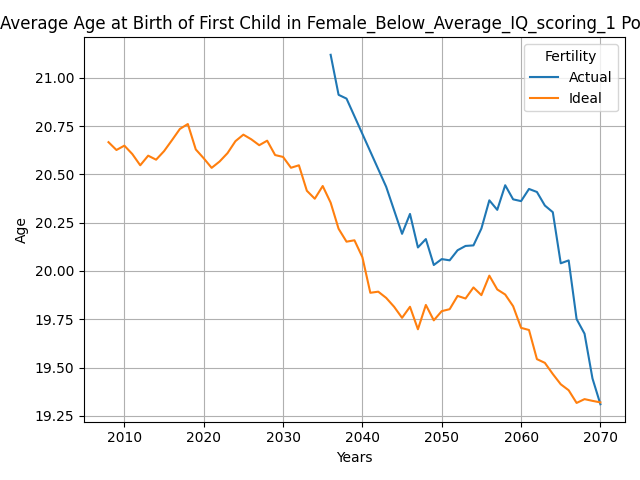 Average Age at Birth of First Child in Female_Below_Average_IQ_scoring_1 Po
Fertility
Actual
Ideal
21.00
20.75
20.50
20.25
20.00
19.75
19.50
19.25
Age
2010 2020 2030 2040 2050 2060 2070
Years